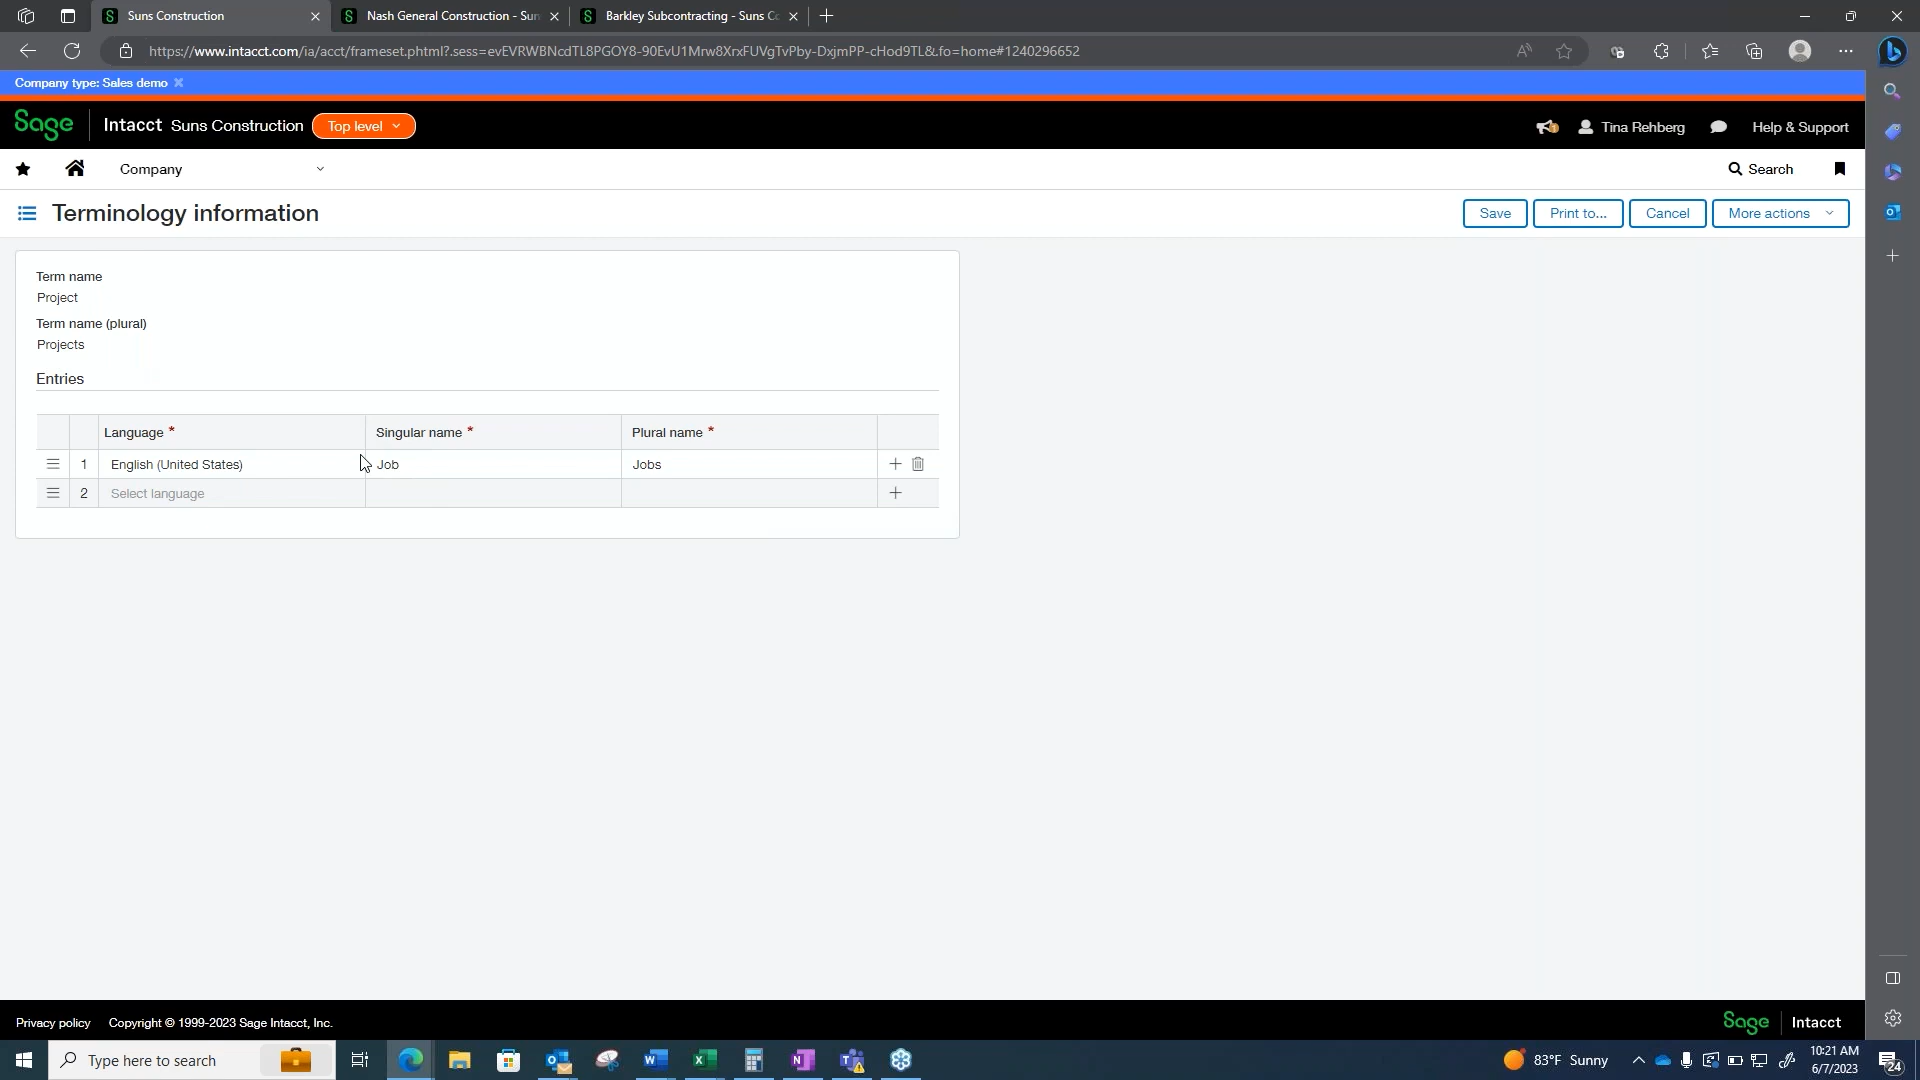 Suns Construction
Nash General Construction - Sun
Barkley Subcontracting - Suns Co
https://www.intacct.com/ia/acct/frameset.phtml?.sess=evEVRWBNcdTL8PGOY8-90EvU1Mrw8XrxFUVgTvPby-DxjmPP-cHod9TL&.fo=home#1240296652
Company type: Sales demo
Sage Intacct Suns Construction Top level
Tina Rehberg Help & Support
Company
Search
Terminology information
Save Print to... Cancel More actions
Term name
Project
Term name (plural)
Projects
Entries
Language * Singular name * Plural name *
1 English (United States) Job Jobs
2 Select language
Privacy policy Copyright © 1999-2023 Sage Intacct, Inc.
Sage Intacct
Type here to search
83°F Sunny
10:21 AM
6/7/2023
24